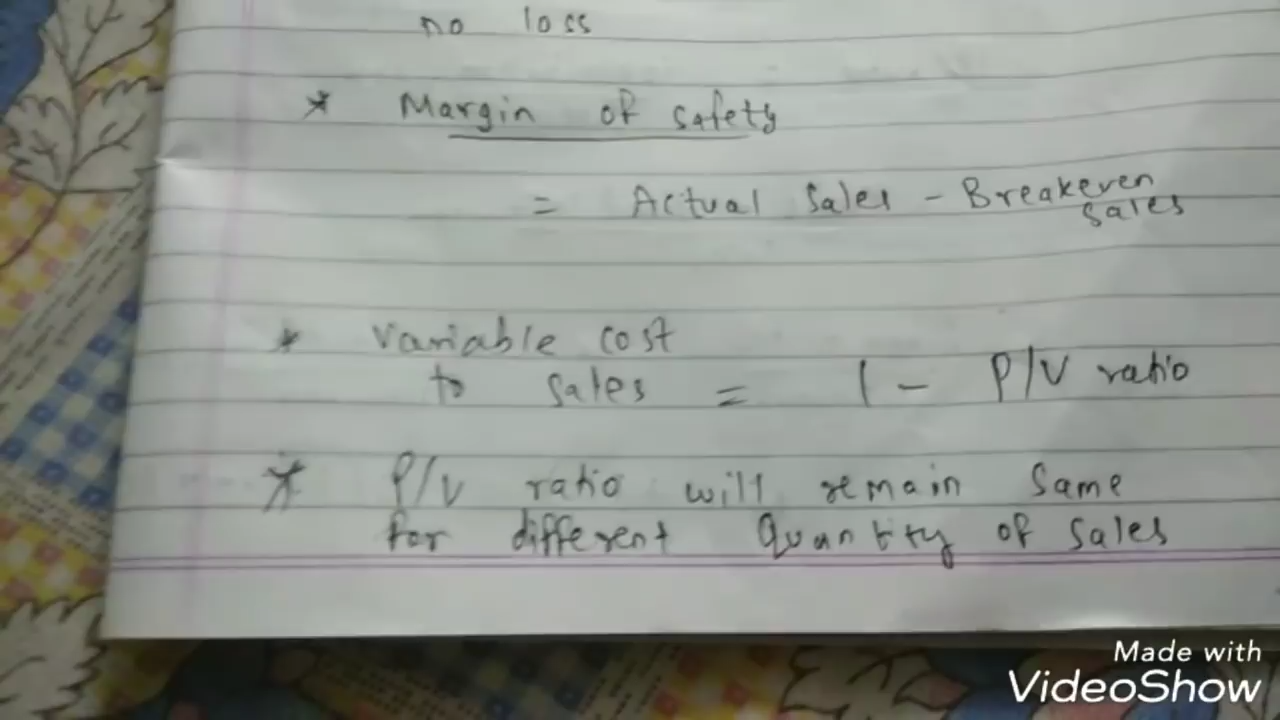 no loss
* Margin of safety
= Actual Sales - Breakeven
sales
* Variable cost
to sales = 1 - P/V ratio
* P/V ratio will remain same
for different Quantity of sales
Made with
VideoShow